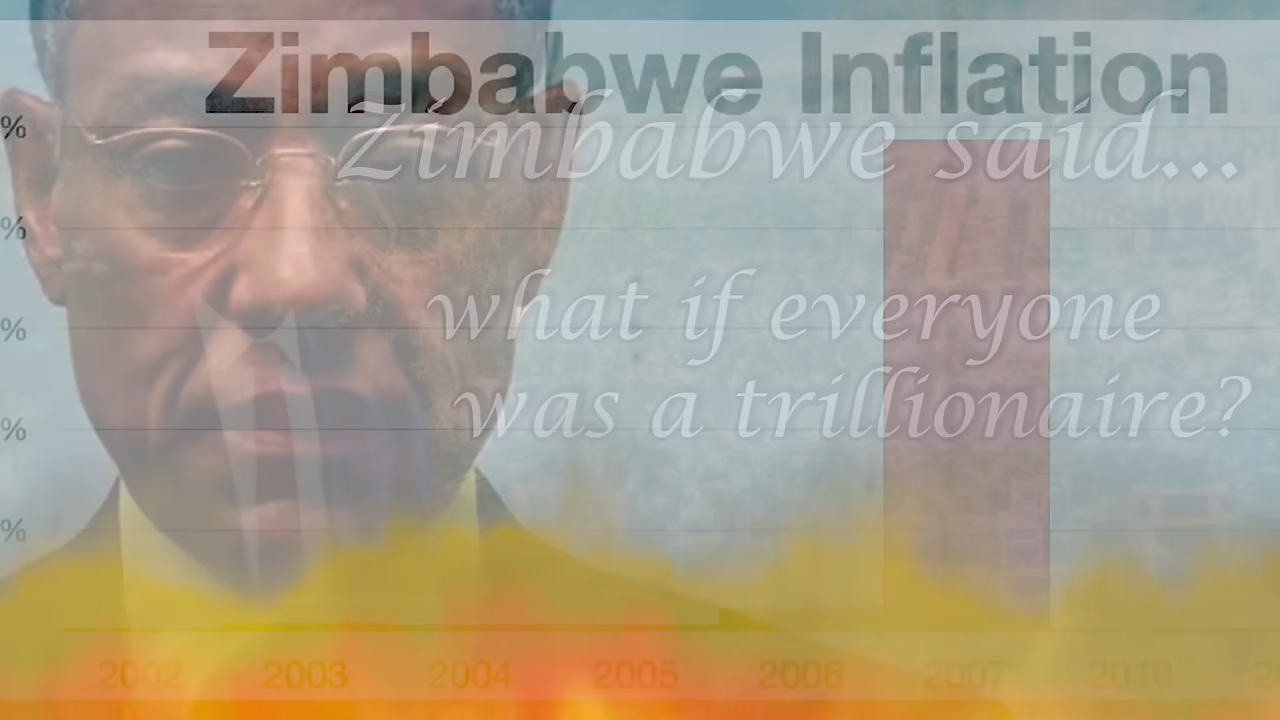 Zimbabwe Inflation
Zimbabwe said...
%
%
what if everyone
%
was a trillionaire?
%
%
2002 2003 2004 2005 2006 2007 2010